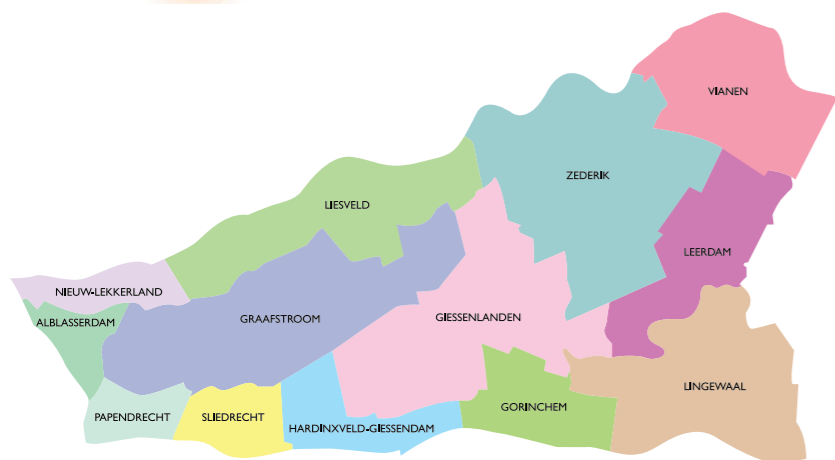 VIANEN
ZEDERIK
LIESVELD
LEERDAM
NIEUW-LEKKERLAND
ALBLASSERDAM
GRAAFSTROOM
GIESSENLANDEN
LINGEWAAL
PAPENDRECHT
SLIEDRECHT
HARDINXVELD-GIESSENDAM
GORINCHEM